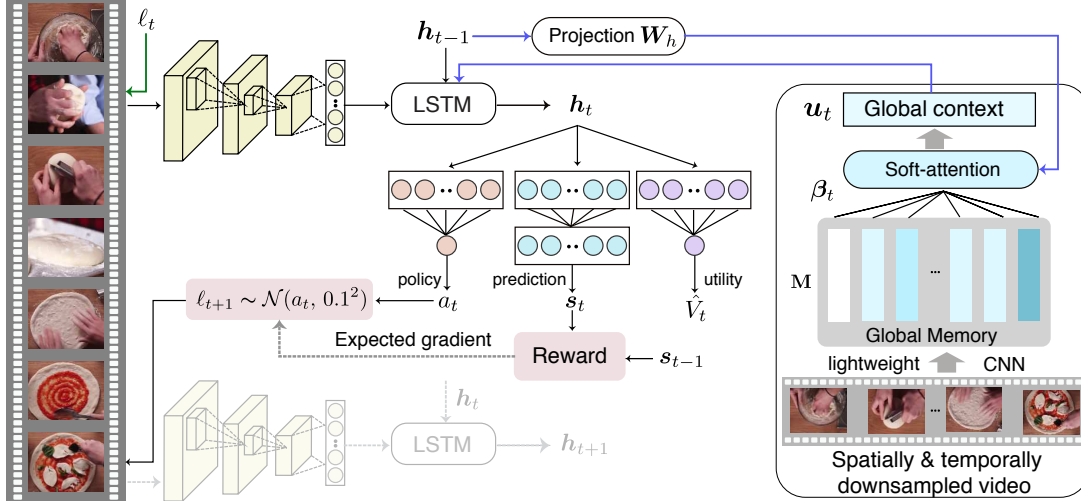 ℓ_t
h_{t−1}
Projection W_h
LSTM
h_t
policy
prediction
utility
a_t
s_t
V̂_t
ℓ_{t+1} ∼ N(a_t, 0.1²)
Expected gradient
Reward
s_{t−1}
h_t
LSTM
h_{t+1}
u_t
Global context
Soft-attention
β_t
M
...
Global Memory
lightweight
CNN
...
Spatially & temporally
downsampled video